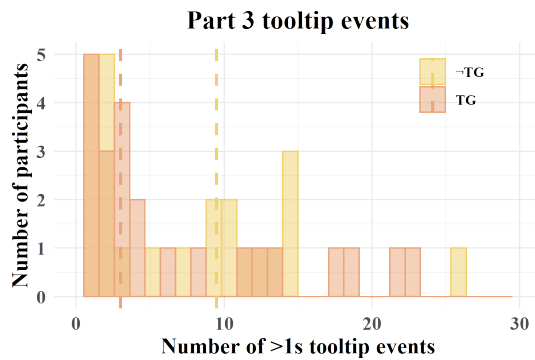 Part 3 tooltip events
Number of participants
5
4
3
2
1
0
0 10 20 30
Number of >1s tooltip events
¬TG
TG